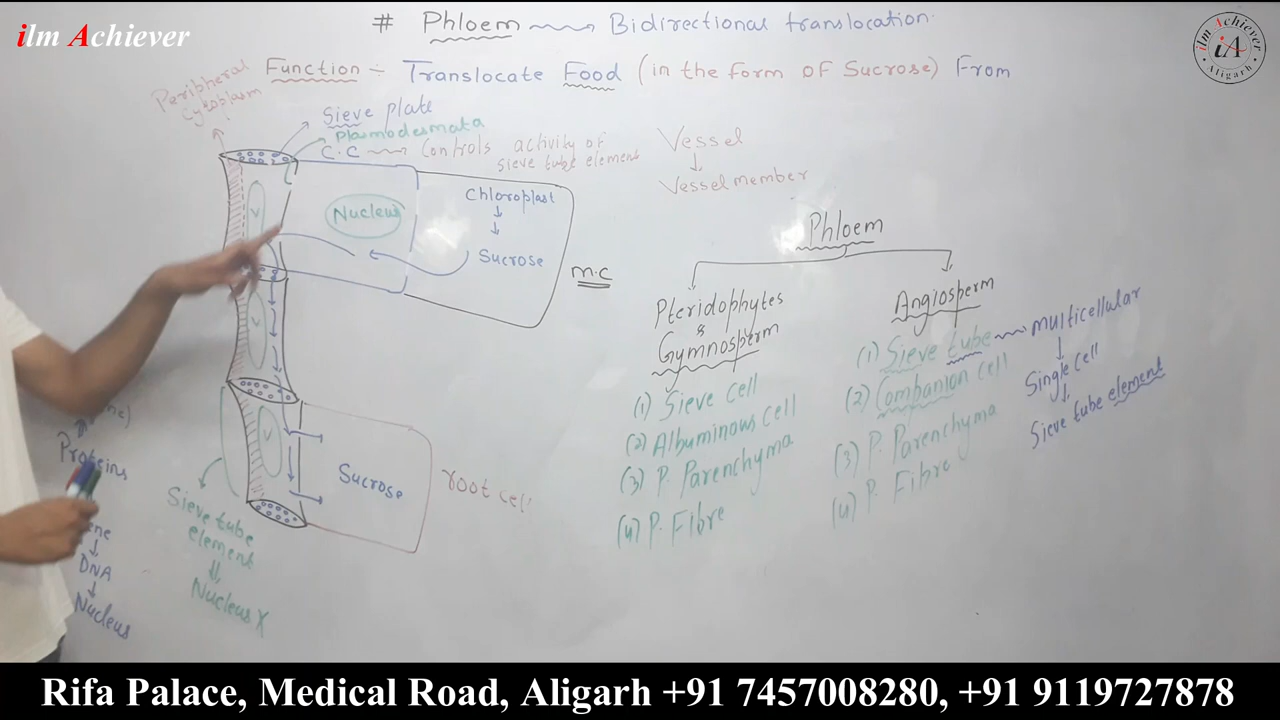 ilm Achiever
# Phloem Bidirectional translocation
ilm Achiever
iA
Aligarh
Function :- Translocate Food (in the form of Sucrose) From
Peripheral
Cytoplasm
Sieve plate
Plasmodesmata
C.C Controls activity of
sieve tube element
Vessel
Vessel member
Nucleus
Chloroplast
Sucrose
m.c
V
V
V
Sucrose
root cell
Sieve tube
element
Nucleus X
Proteins
DNA
Nucleus
Phloem
Pteridophytes
&
Gymnosperm
(1) Sieve Cell
(2) Albuminous Cell
(3) P. Parenchyma
(4) P. Fibre
Angiosperm
(1) Sieve tube multicellular
(2) Companion cell
(3) P. Parenchyma
(4) P. Fibre
Single cell
Sieve tube element
Rifa Palace, Medical Road, Aligarh +91 7457008280, +91 9119727878